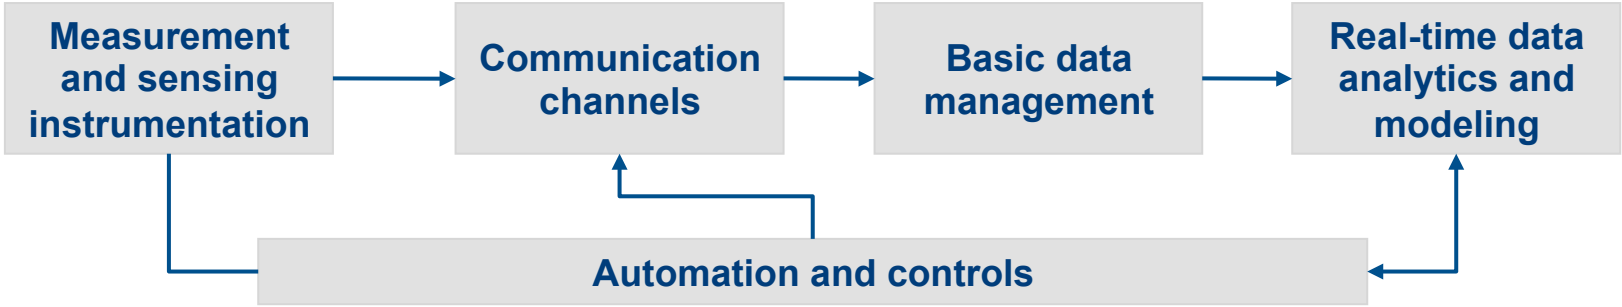 Measurement
and sensing
instrumentation
Communication
channels
Basic data
management
Real-time data
analytics and
modeling
Automation and controls